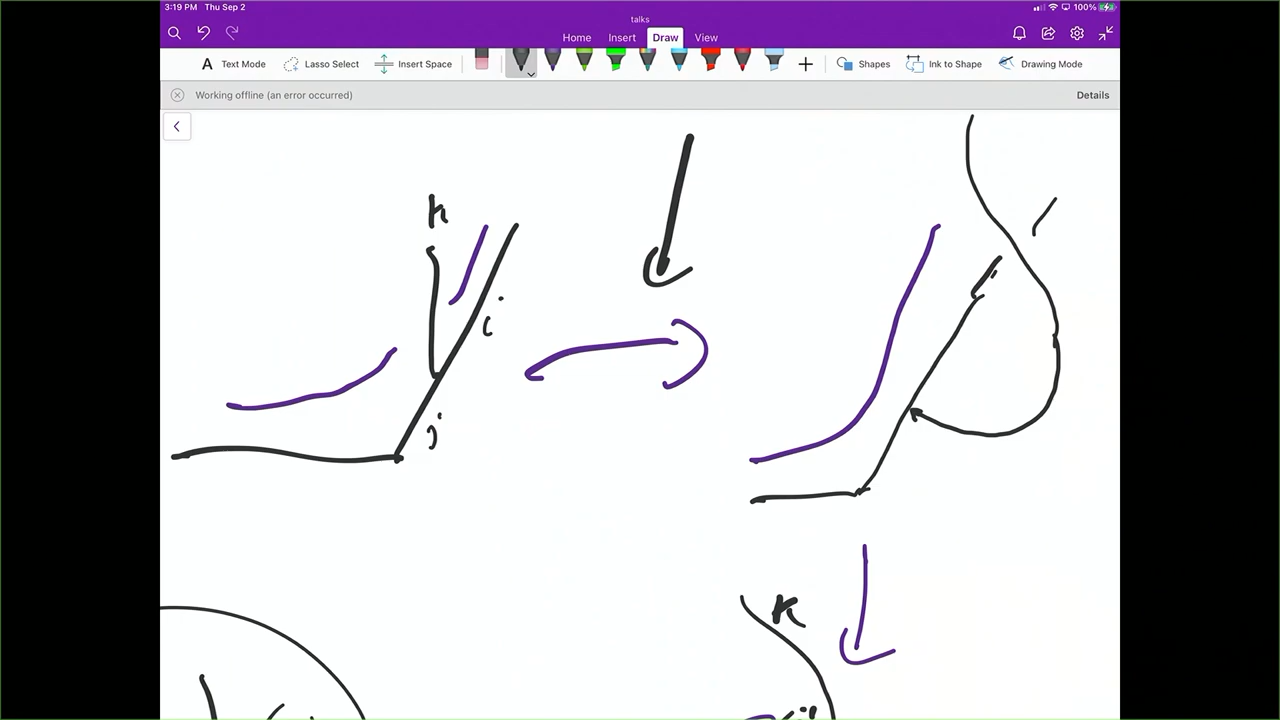 3:19 PM Thu Sep 2
100%
talks
Home Insert Draw View
Text Mode Lasso Select Insert Space Shapes Ink to Shape Drawing Mode
Working offline (an error occurred) Details
k
i
j
i
K